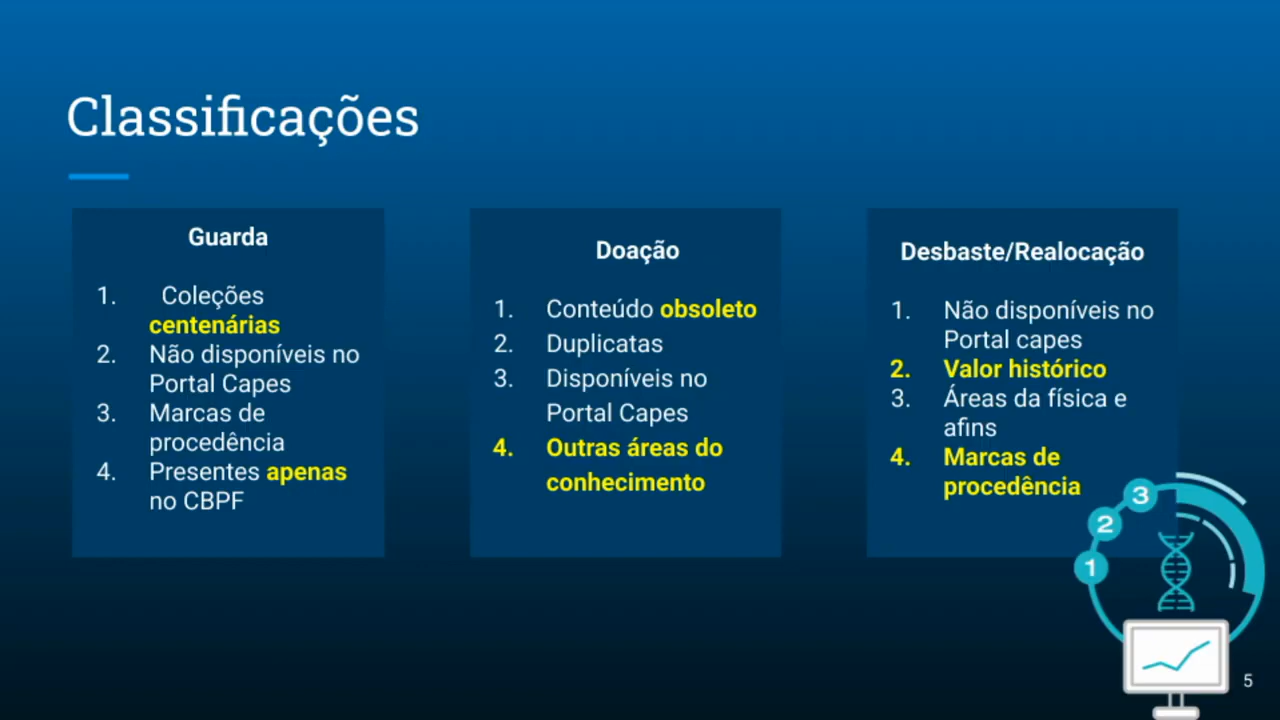 Classificações
Guarda
1. Coleções
centenárias
2. Não disponíveis no
Portal Capes
3. Marcas de
procedência
4. Presentes apenas
no CBPF
Doação
1. Conteúdo obsoleto
2. Duplicatas
3. Disponíveis no
Portal Capes
4. Outras áreas do
conhecimento
Desbaste/Realocação
1. Não disponíveis no
Portal capes
2. Valor histórico
3. Áreas da física e
afins
4. Marcas de
procedência
3
2
1
5